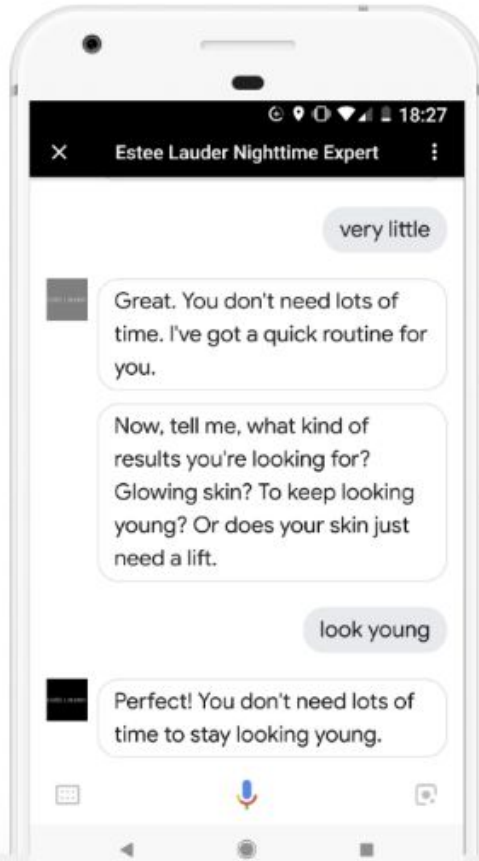 18:27
Estee Lauder Nighttime Expert
very little
Great. You don't need lots of
time. I've got a quick routine for
you.
Now, tell me, what kind of
results you're looking for?
Glowing skin? To keep looking
young? Or does your skin just
need a lift.
look young
Perfect! You don't need lots of
time to stay looking young.